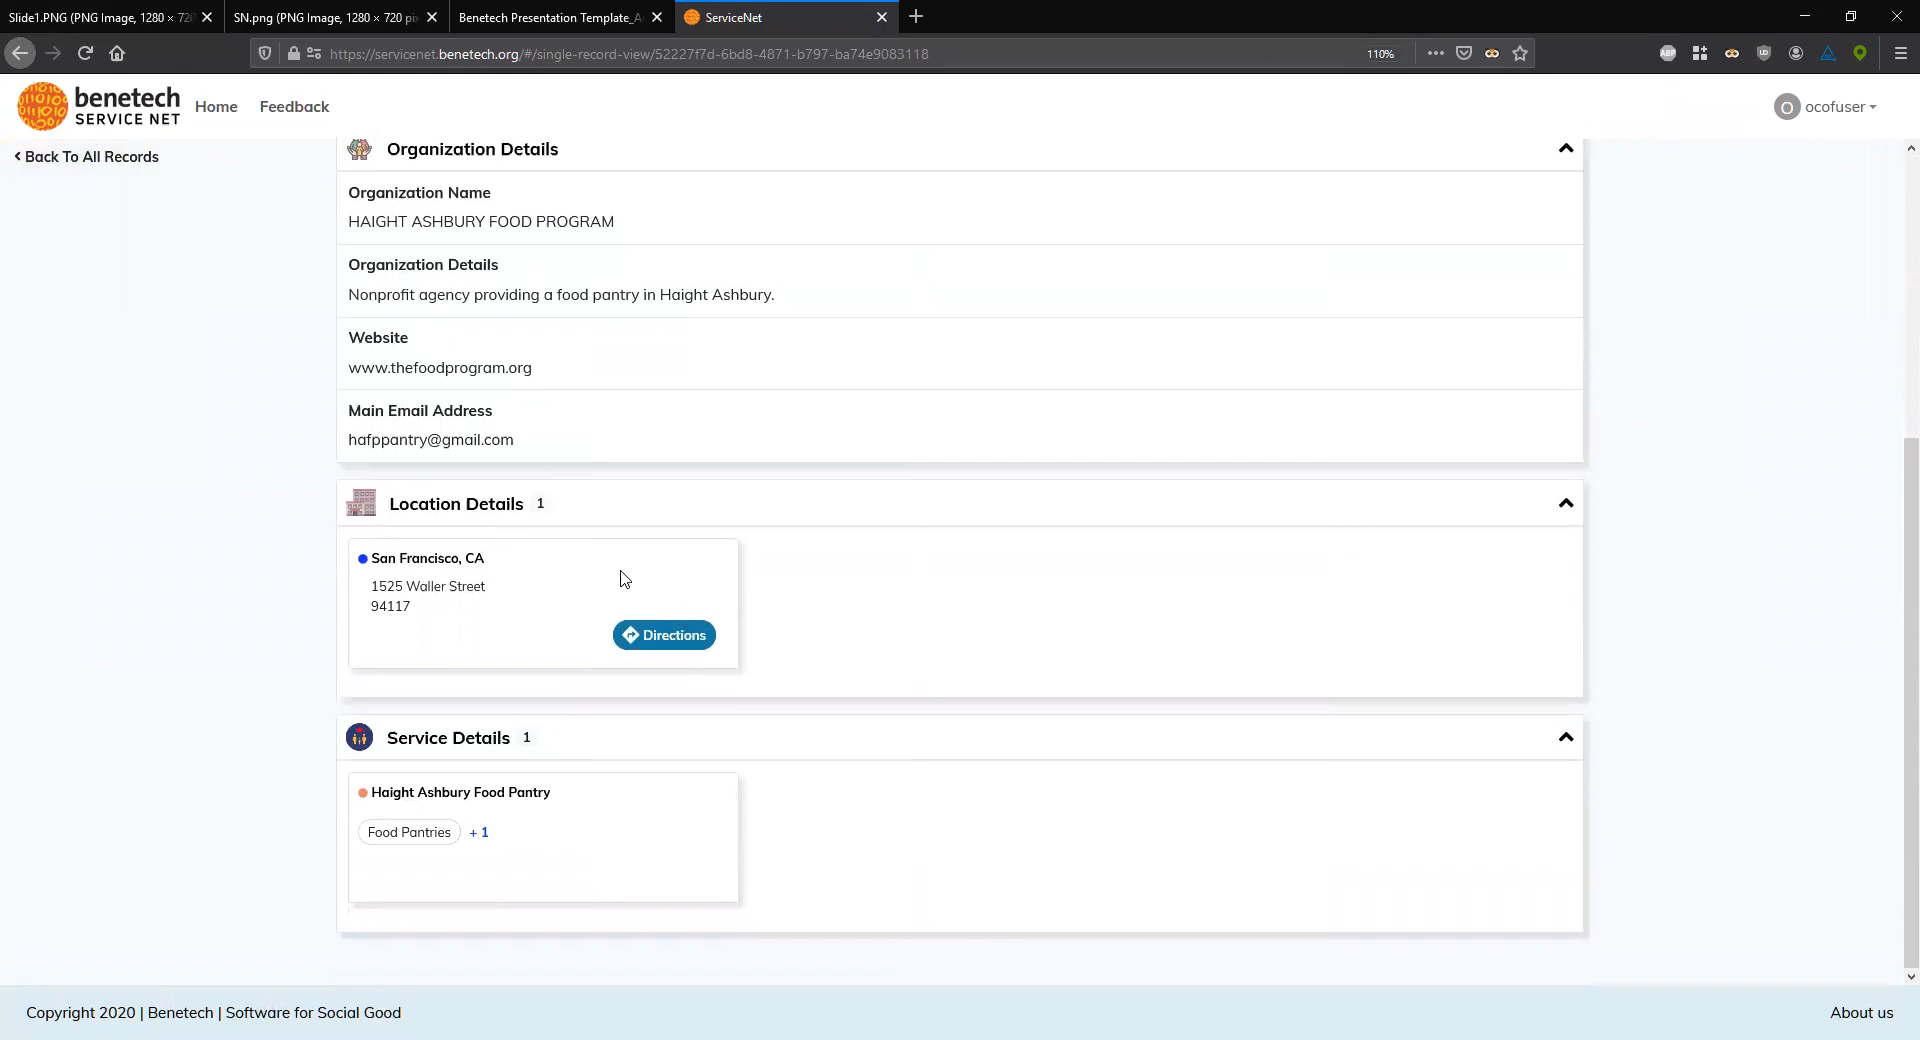 Slide1.PNG (PNG Image, 1280 × 720
SN.png (PNG Image, 1280 × 720 pi
Benetech Presentation Template_A
ServiceNet
https://servicenet.benetech.org/#/single-record-view/52227f7d-6bd8-4871-b797-ba74e9083118
110%
ABP
benetech
SERVICE NET
Home
Feedback
O ocofuser
Back To All Records
Organization Details
Organization Name
HAIGHT ASHBURY FOOD PROGRAM
Organization Details
Nonprofit agency providing a food pantry in Haight Ashbury.
Website
www.thefoodprogram.org
Main Email Address
hafppantry@gmail.com
Location Details 1
San Francisco, CA
1525 Waller Street
94117
Directions
Service Details 1
Haight Ashbury Food Pantry
Food Pantries + 1
Copyright 2020 | Benetech | Software for Social Good
About us